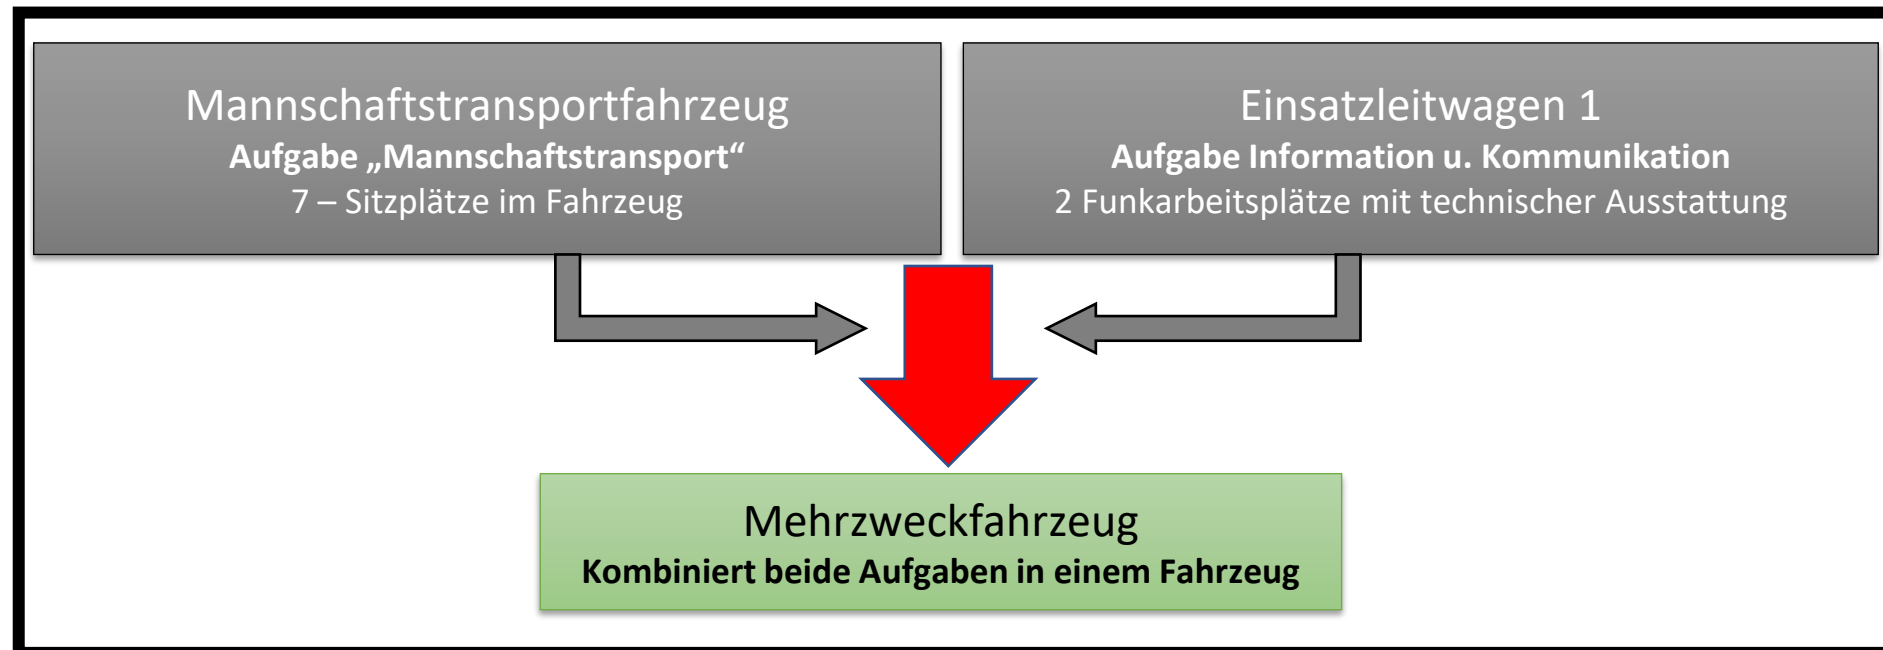 Mannschaftstransportfahrzeug
Aufgabe „Mannschaftstransport“
7 – Sitzplätze im Fahrzeug
Einsatzleitwagen 1
Aufgabe Information u. Kommunikation
2 Funkarbeitsplätze mit technischer Ausstattung
Mehrzweckfahrzeug
Kombiniert beide Aufgaben in einem Fahrzeug